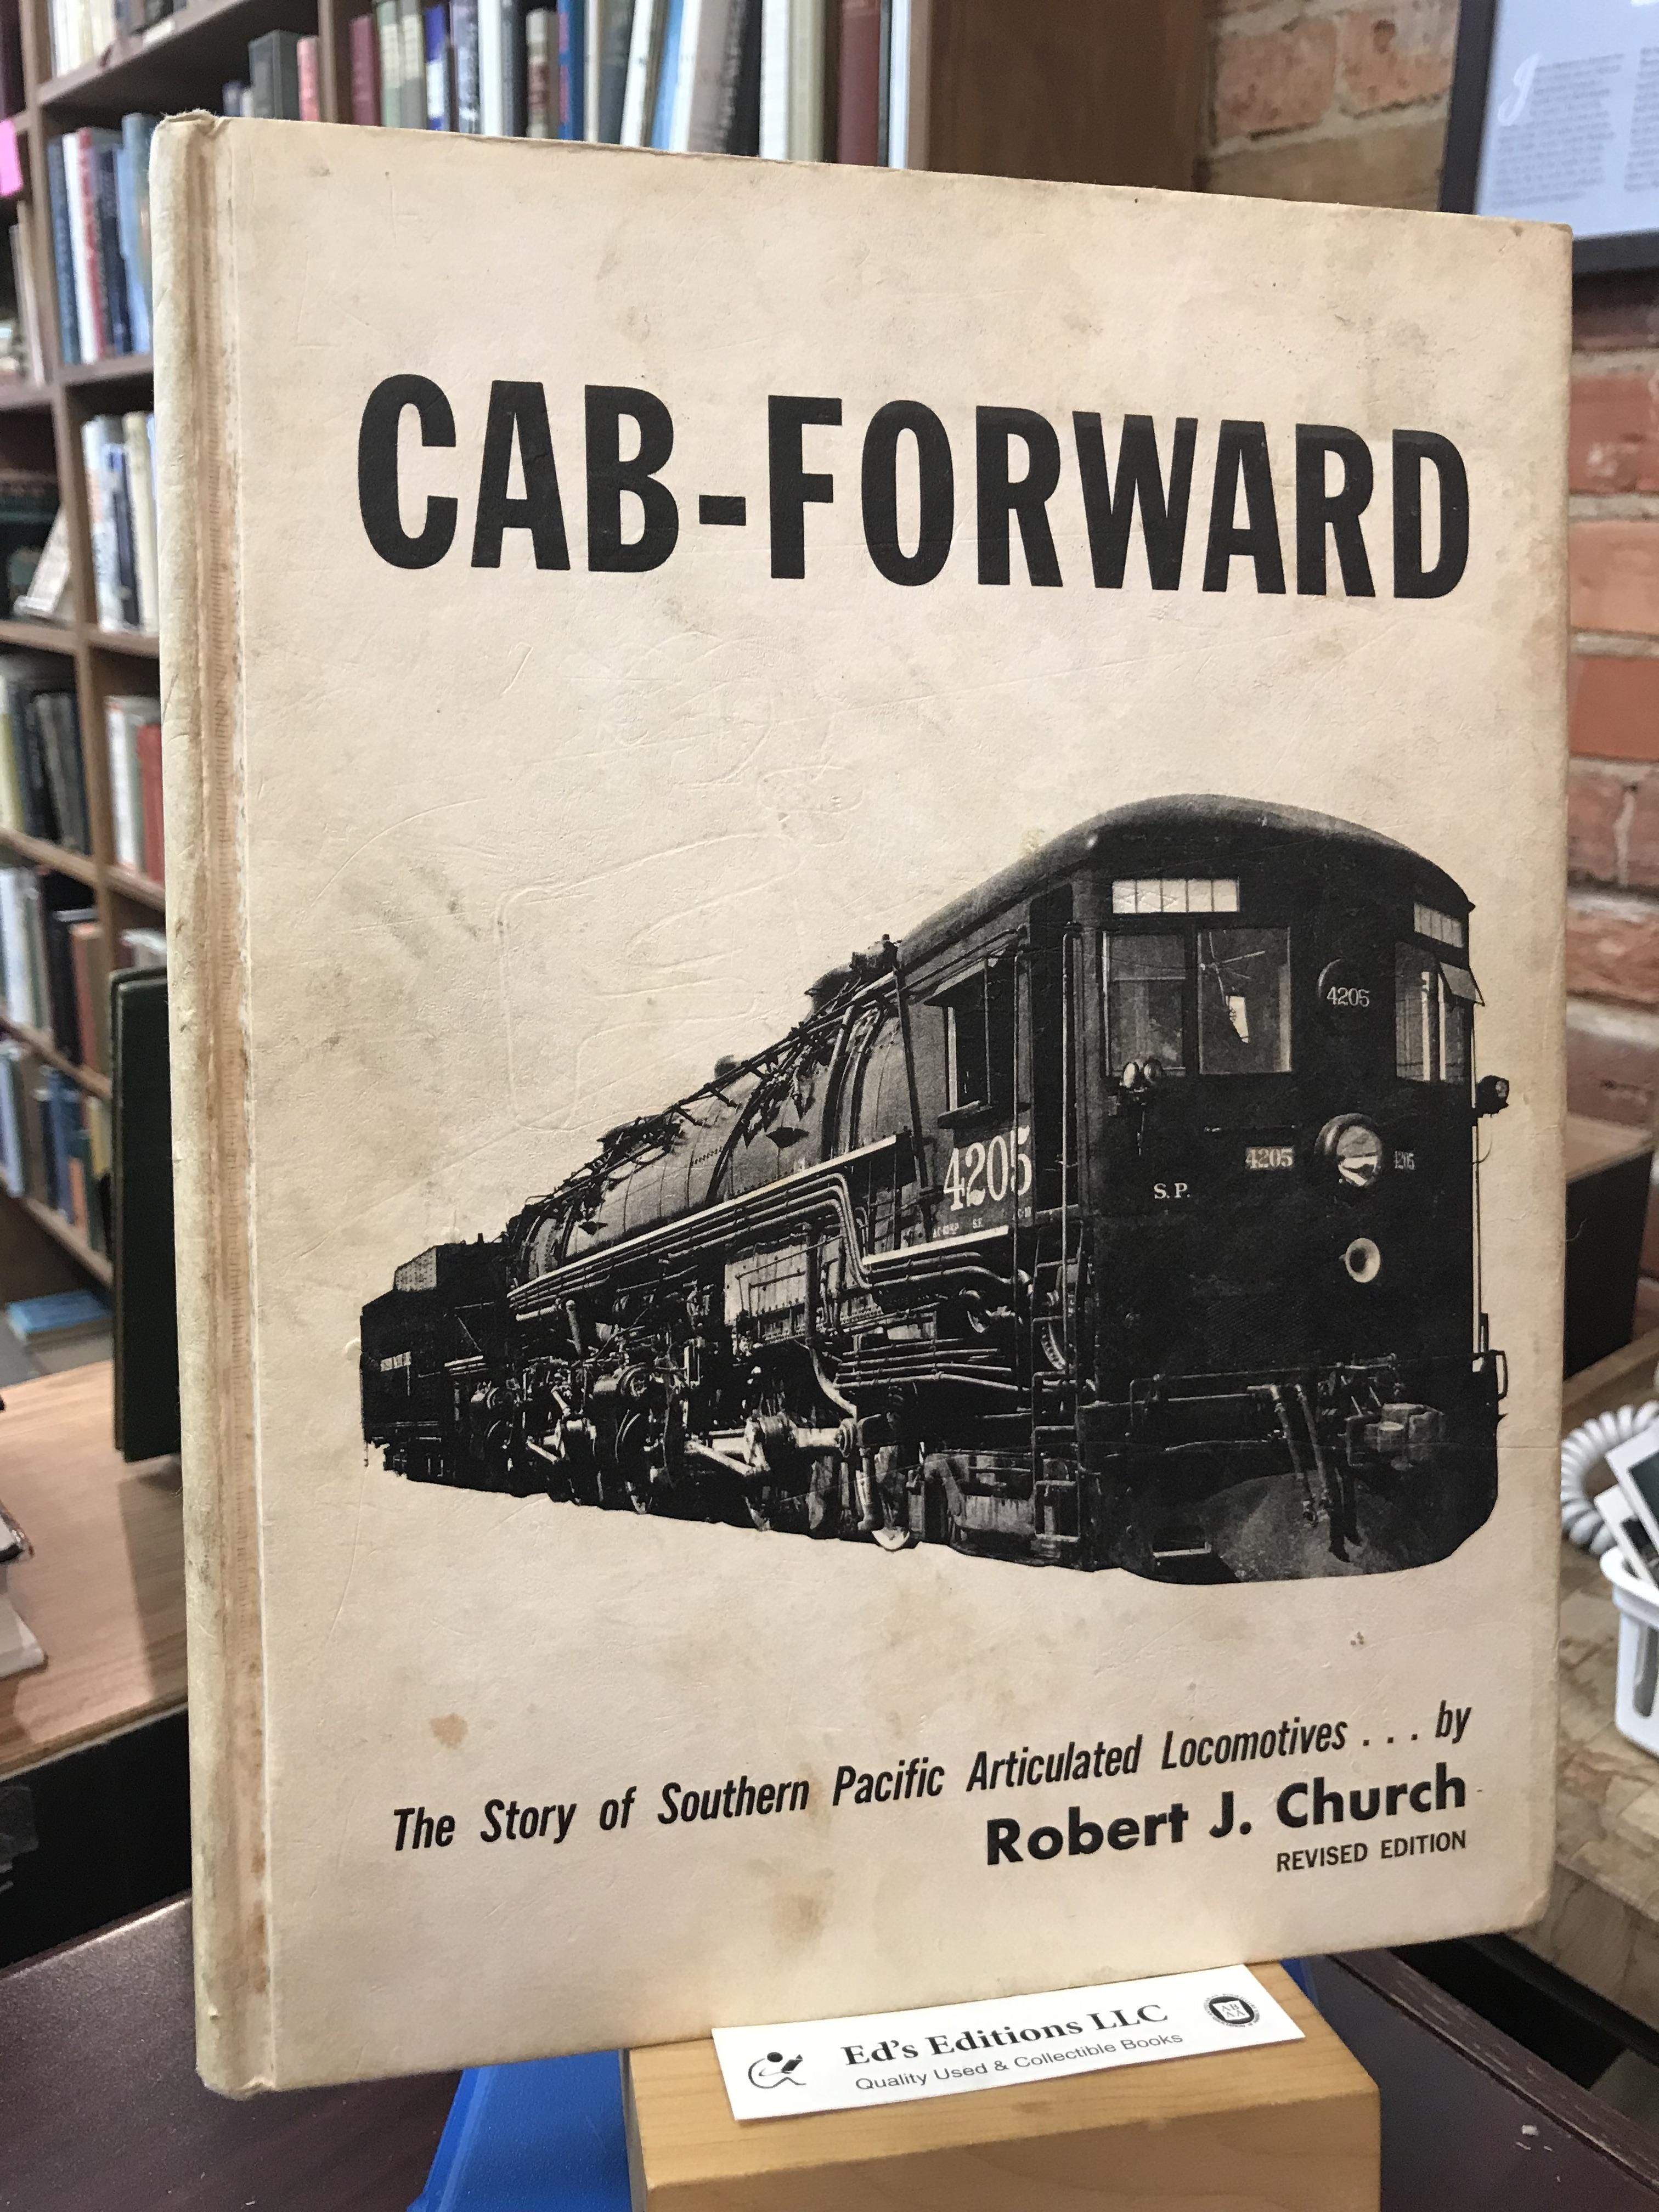 CAB-FORWARD
4205
4205
4205
4205
S.P.
The Story of Southern Pacific Articulated Locomotives . . . by
Robert J. Church
REVISED EDITION
Ed's Editions LLC
Quality Used & Collectible Books